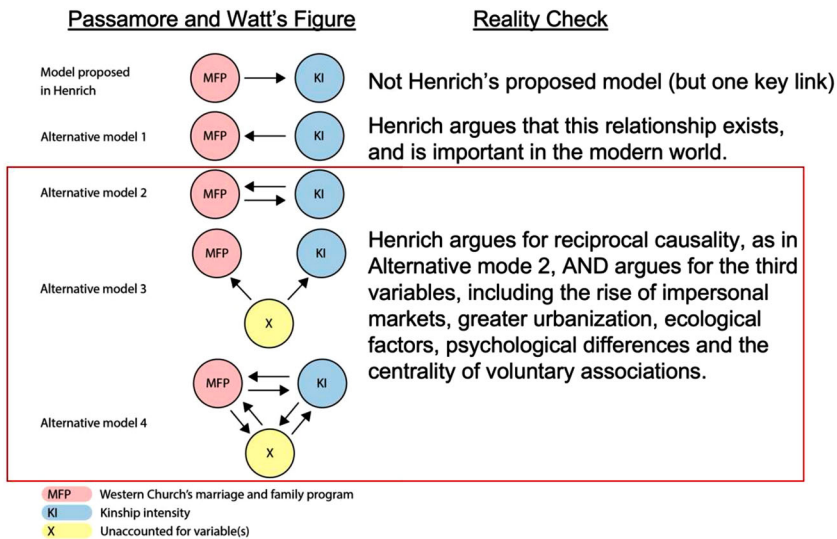 Passamore and Watt's Figure
Reality Check
Model proposed
in Henrich
MFP
KI
Not Henrich's proposed model (but one key link)
Alternative model 1
MFP
KI
Henrich argues that this relationship exists,
and is important in the modern world.
Alternative model 2
MFP
KI
Alternative model 3
MFP
KI
X
Henrich argues for reciprocal causality, as in
Alternative mode 2, AND argues for the third
variables, including the rise of impersonal
markets, greater urbanization, ecological
factors, psychological differences and the
centrality of voluntary associations.
Alternative model 4
MFP
KI
X
MFP Western Church's marriage and family program
KI Kinship intensity
X Unaccounted for variable(s)